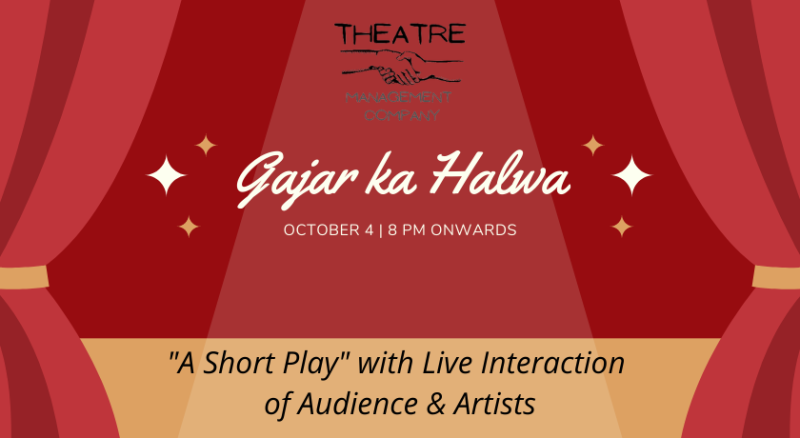 THEATRE
MANAGEMENT
COMPANY
Gajar ka Halwa
OCTOBER 4 | 8 PM ONWARDS
"A Short Play" with Live Interaction
of Audience & Artists